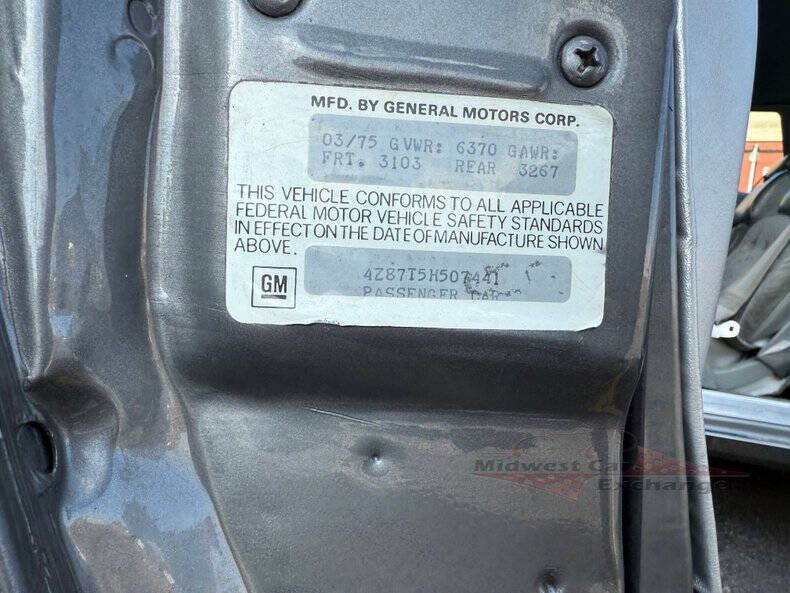 MFD. BY GENERAL MOTORS CORP.
03/75 GVWR: 6370 GAWR:
FRT. 3103 REAR 3267
THIS VEHICLE CONFORMS TO ALL APPLICABLE
FEDERAL MOTOR VEHICLE SAFETY STANDARDS
IN EFFECT ON THE DATE OF MANUFACTURE SHOWN
ABOVE.
GM
4Z87T5H507441
PASSENGER CAR
Midwest Car
Exchange